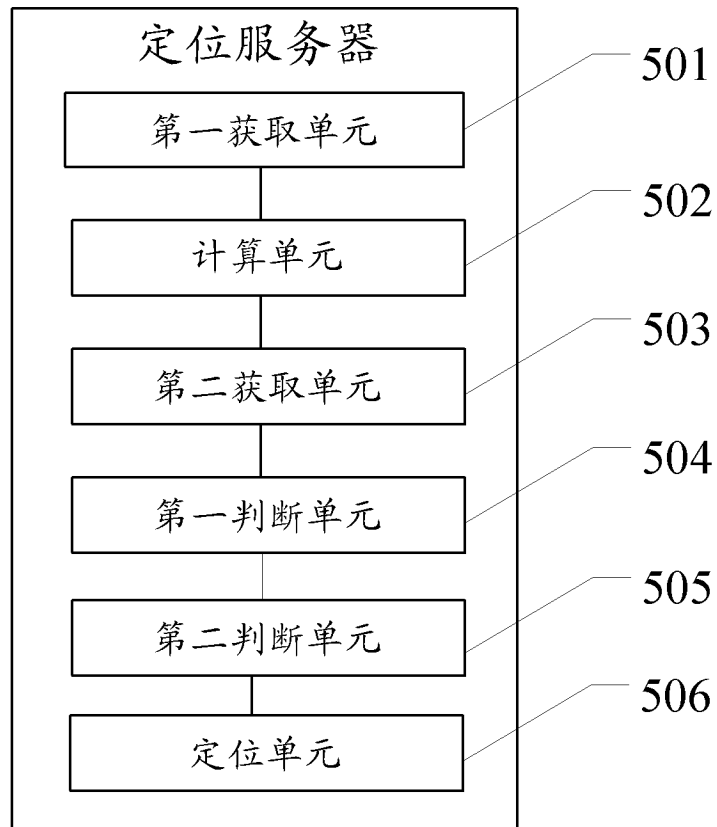 定位服务器
第一获取单元
501
计算单元
502
第二获取单元
503
第一判断单元
504
第二判断单元
505
定位单元
506